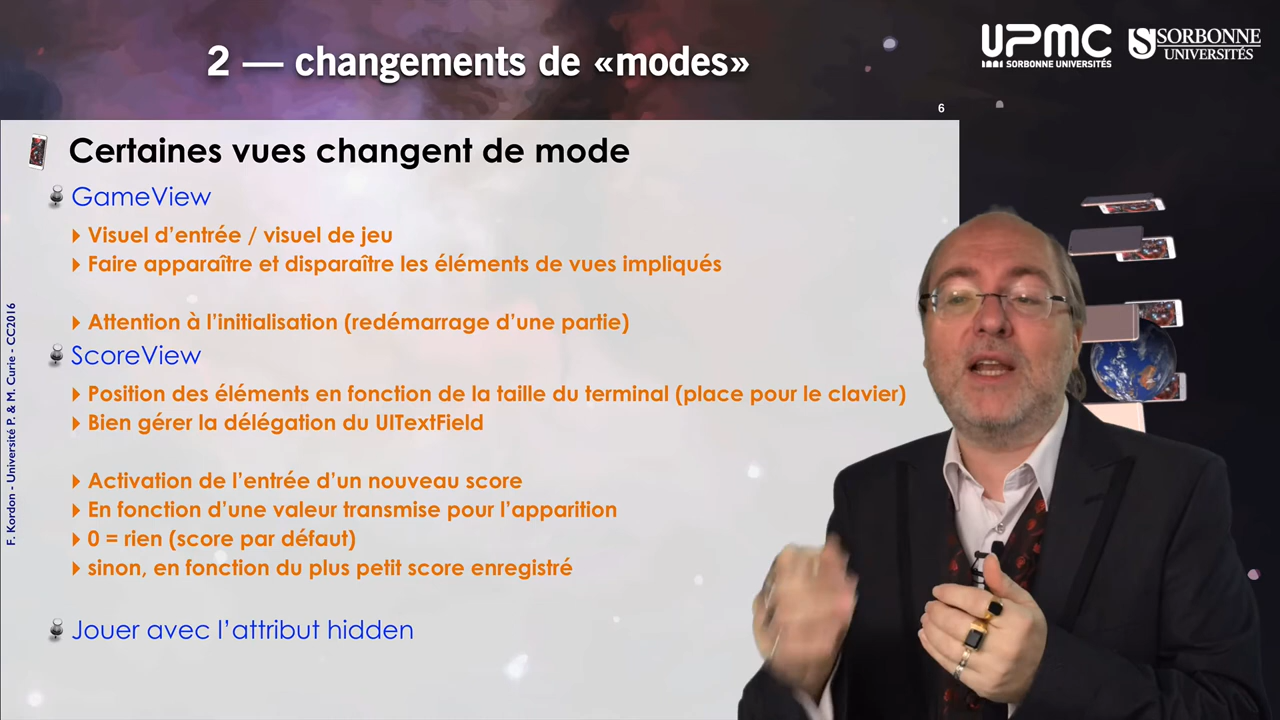 2 — changements de «modes»
UPMC
SORBONNE UNIVERSITÉS
SORBONNE
UNIVERSITÉS
6
Certaines vues changent de mode
GameView
Visuel d’entrée / visuel de jeu
Faire apparaître et disparaître les éléments de vues impliqués
Attention à l’initialisation (redémarrage d’une partie)
ScoreView
Position des éléments en fonction de la taille du terminal (place pour le clavier)
Bien gérer la délégation du UITextField
Activation de l’entrée d’un nouveau score
En fonction d’une valeur transmise pour l’apparition
0 = rien (score par défaut)
sinon, en fonction du plus petit score enregistré
Jouer avec l’attribut hidden
F. Kordon - Université P. & M. Curie - CC2016